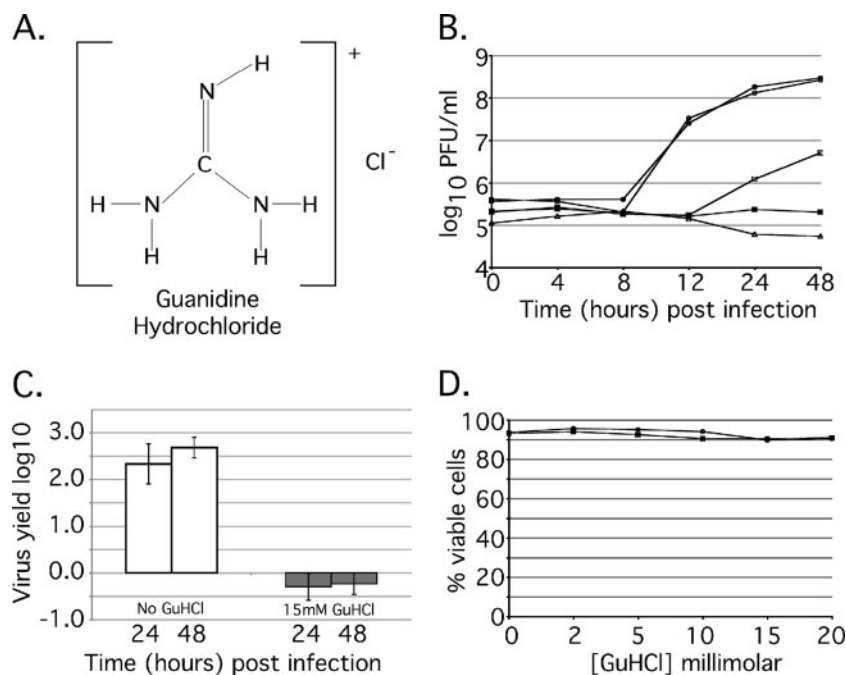 A.
H
+
N
C
Cl⁻
H N N H
H H
Guanidine
Hydrochloride
B.
log10 PFU/ml
9
8
7
6
5
4
0 4 8 12 24 48
Time (hours) post infection
C.
Virus yield log10
3.0
2.0
1.0
0.0
-1.0
No GuHCl 15mM GuHCl
24 48 24 48
Time (hours) post infection
D.
% viable cells
100
80
60
40
20
0 2 5 10 15 20
[GuHCl] millimolar